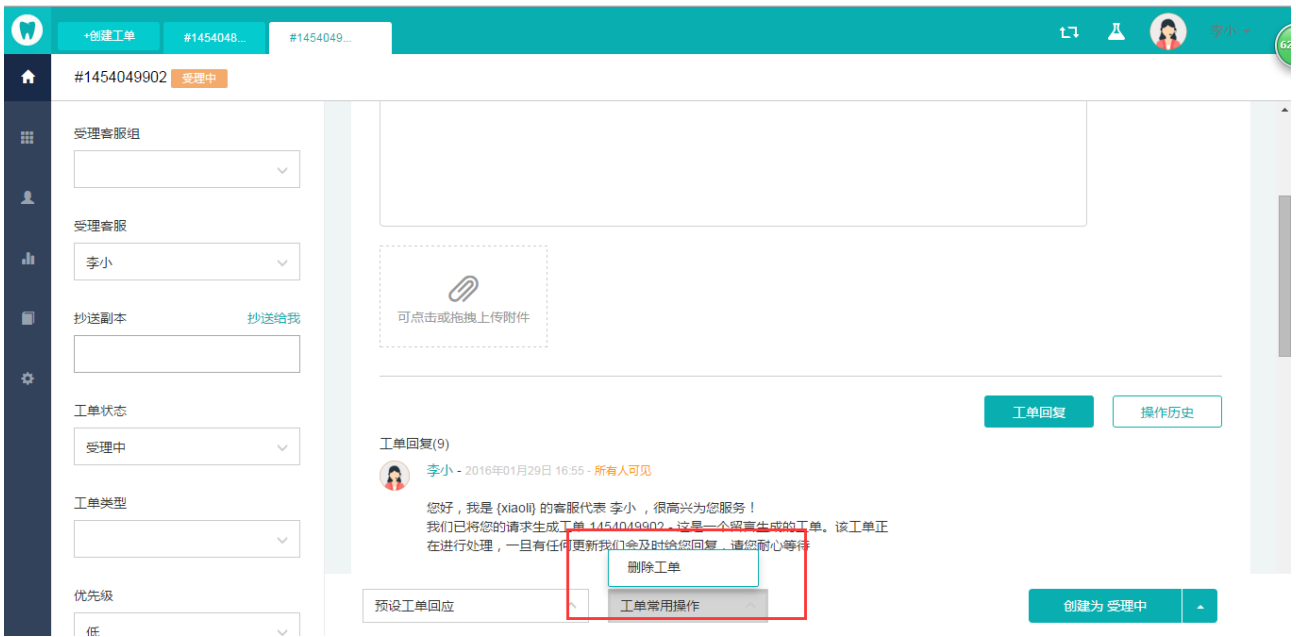 +创建工单
#1454048...
#1454049...
李小
62
#1454049902 受理中
受理客服组
受理客服
李小
抄送副本 抄送给我
工单状态
受理中
工单类型
优先级
低
可点击或拖拽上传附件
工单回复
操作历史
工单回复(9)
李小 - 2016年01月29日 16:55 - 所有人可见
您好，我是 {xiaoli} 的客服代表 李小 ，很高兴为您服务！
我们已将您的请求生成工单 1454049902 - 这是一个留言生成的工单。该工单正
在进行处理，一旦有任何更新我们会及时给您回复，请您耐心等待
删除工单
预设工单回应
工单常用操作
创建为 受理中